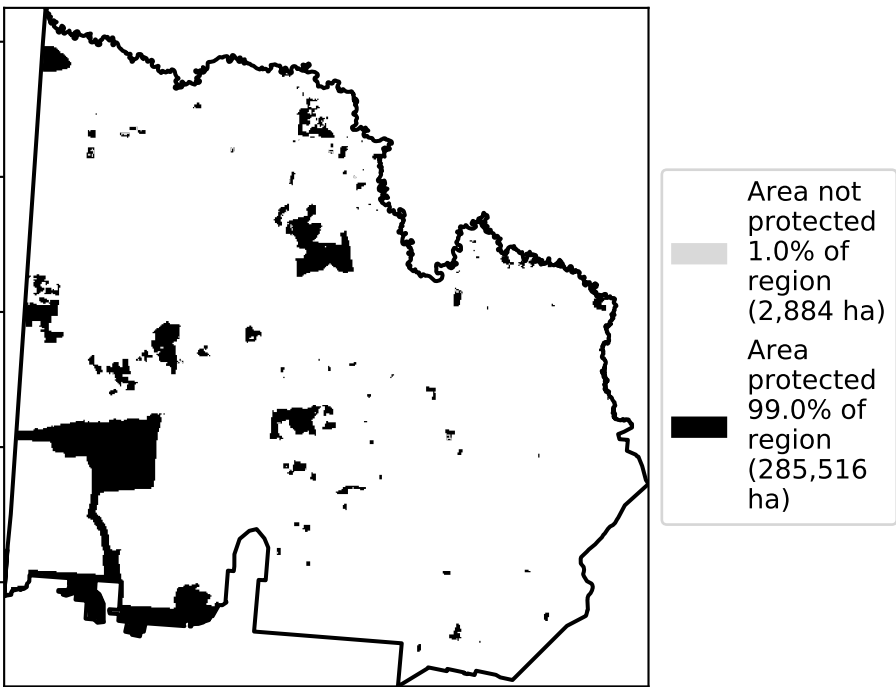 Area not
protected
1.0% of
region
(2,884 ha)
Area
protected
99.0% of
region
(285,516
ha)